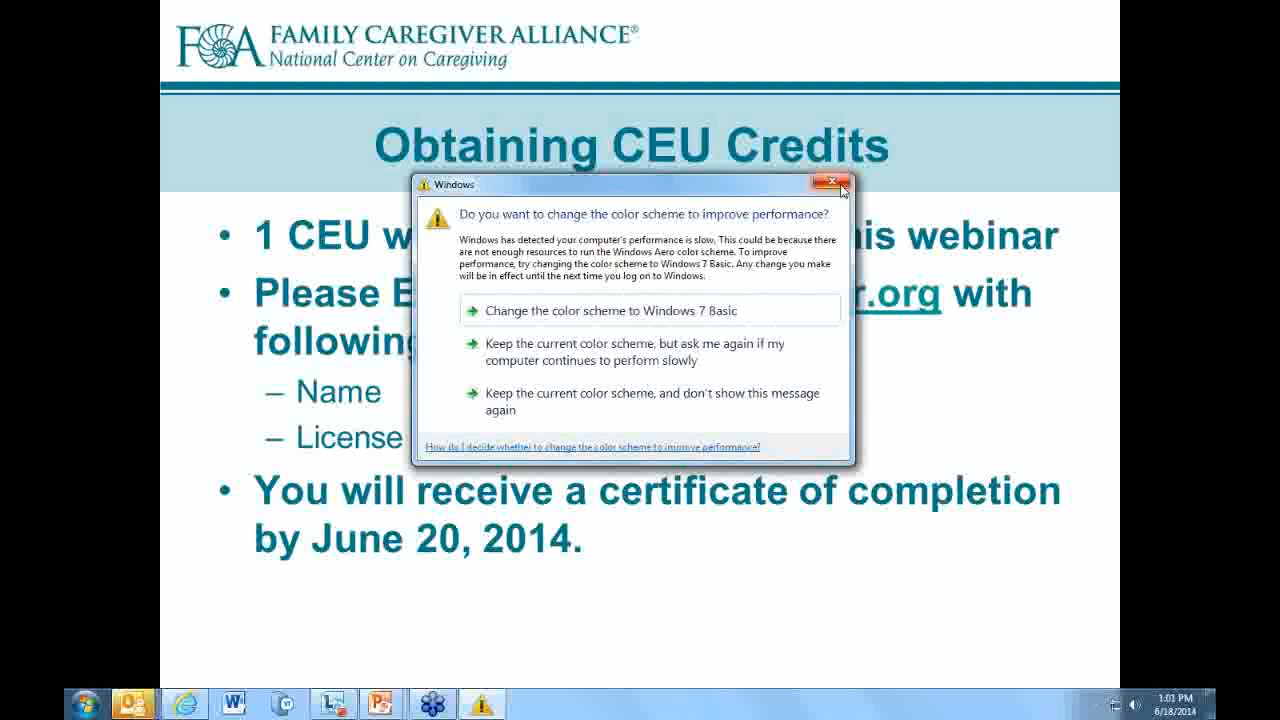 FCA FAMILY CAREGIVER ALLIANCE®
National Center on Caregiving
Obtaining CEU Credits
Windows
Do you want to change the color scheme to improve performance?
Windows has detected your computer's performance is slow. This could be because there
are not enough resources to run the Windows Aero color scheme. To improve
performance, try changing the color scheme to Windows 7 Basic. Any change you make
will be in effect until the next time you log on to Windows.
Change the color scheme to Windows 7 Basic
Keep the current color scheme, but ask me again if my
computer continues to perform slowly
Keep the current color scheme, and don't show this message
again
How do I decide whether to change the color scheme to improve performance?
• 1 CEU his webinar
• Please r.org with
following
– Name
– License
• You will receive a certificate of completion
by June 20, 2014.
1:01 PM
6/18/2014